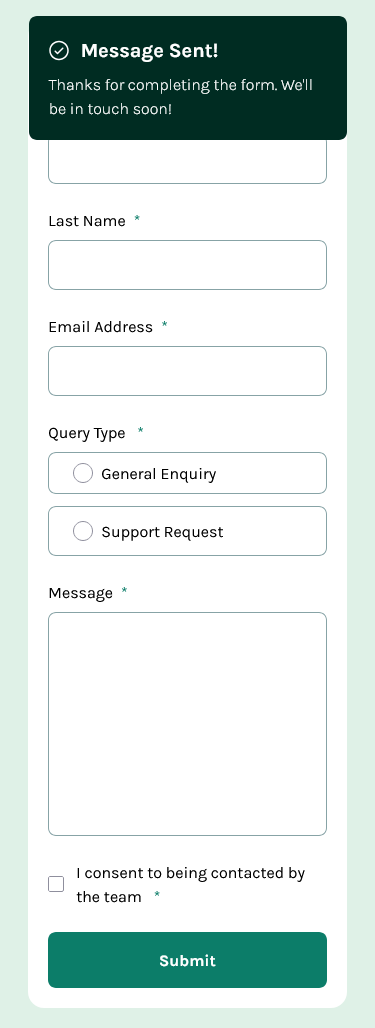 Message Sent!
Thanks for completing the form. We'll
be in touch soon!
Last Name *
Email Address *
Query Type *
General Enquiry
Support Request
Message *
I consent to being contacted by
the team *
Submit